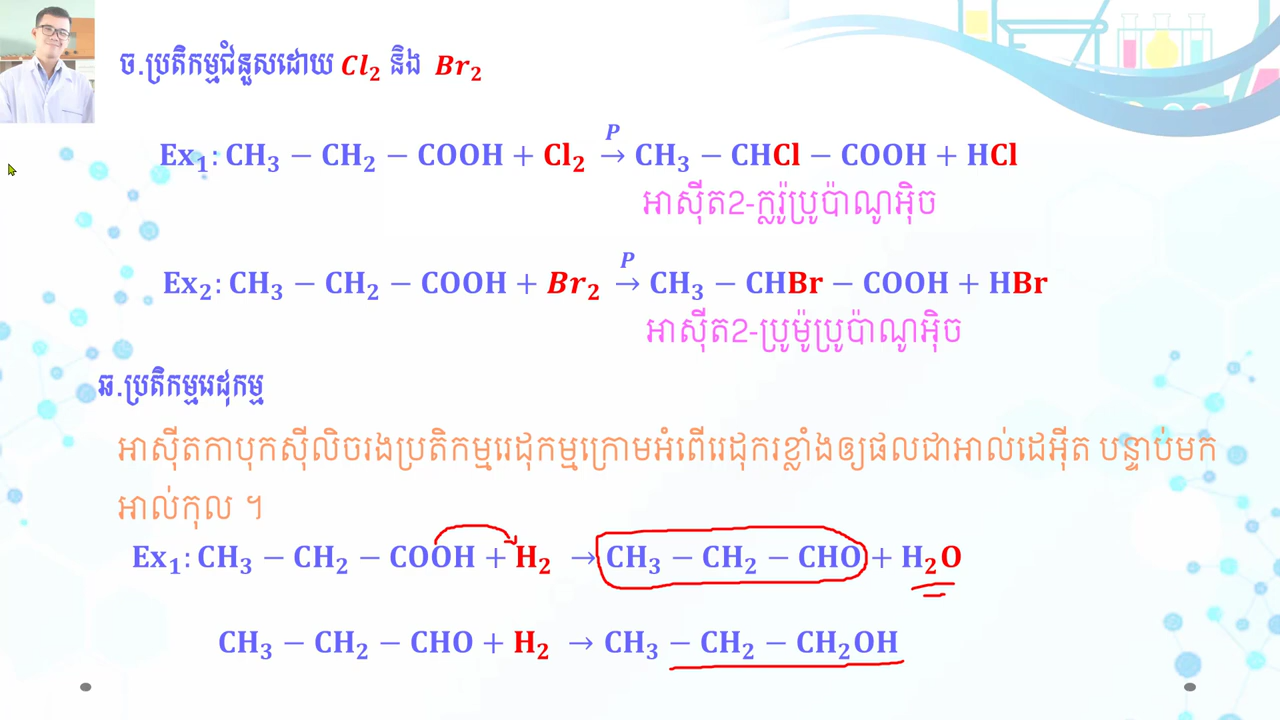 ច.ប្រតិកម្មជំនួសដោយ Cl₂ និង Br₂
Ex₁: CH₃ − CH₂ − COOH + Cl₂ →(P) CH₃ − CHCl − COOH + HCl
អាស៊ីត2-ក្លរ៉ូប្រូប៉ាណូអ៊ិច
Ex₂: CH₃ − CH₂ − COOH + Br₂ →(P) CH₃ − CHBr − COOH + HBr
អាស៊ីត2-ប្រូម៉ូប្រូប៉ាណូអ៊ិច
ឆ.ប្រតិកម្មរេដុកម្ម
អាស៊ីតកាបុកស៊ីលិចរងប្រតិកម្មរេដុកម្មក្រោមអំពើរេដុករខ្លាំងឲ្យផលជាអាល់ដេអ៊ីត បន្ទាប់មក
អាល់កុល ។
Ex₁: CH₃ − CH₂ − COOH + H₂ → CH₃ − CH₂ − CHO + H₂O
CH₃ − CH₂ − CHO + H₂ → CH₃ − CH₂ − CH₂OH